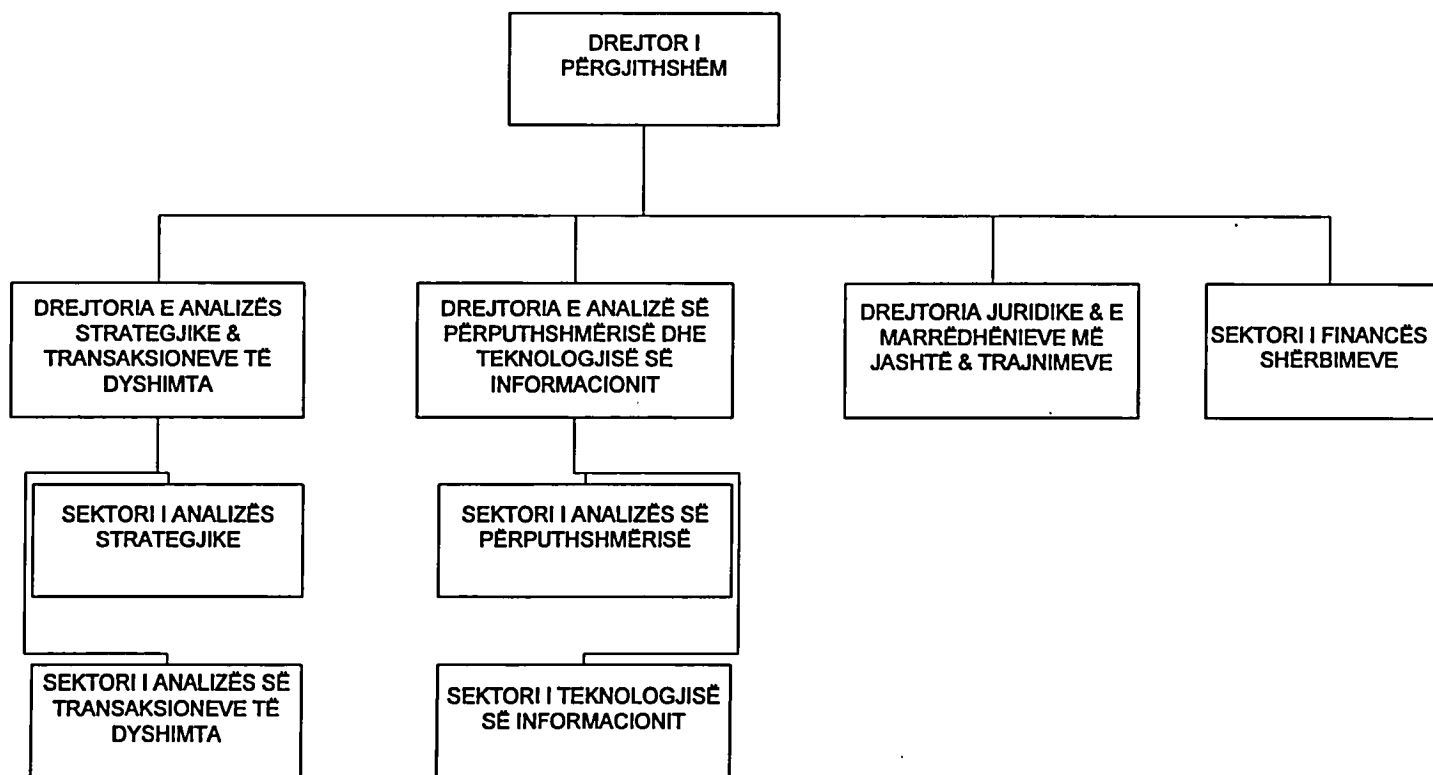 DREJTOR I
PËRGJITHSHËM
DREJTORIA E ANALIZËS
STRATEGJIKE &
TRANSAKSIONEVE TË
DYSHIMTA
DREJTORIA E ANALIZË SË
PËRPUTHSHMËRISË DHE
TEKNOLOGJISË SË
INFORMACIONIT
DREJTORIA JURIDIKE & E
MARRËDHËNIEVE MË
JASHTË & TRAJNIMEVE
SEKTORI I FINANCËS
SHËRBIMEVE
SEKTORI I ANALIZËS
STRATEGJIKE
SEKTORI I ANALIZËS SË
PËRPUTHSHMËRISË
SEKTORI I ANALIZËS SË
TRANSAKSIONEVE TË
DYSHIMTA
SEKTORI I TEKNOLOGJISË
SË INFORMACIONIT